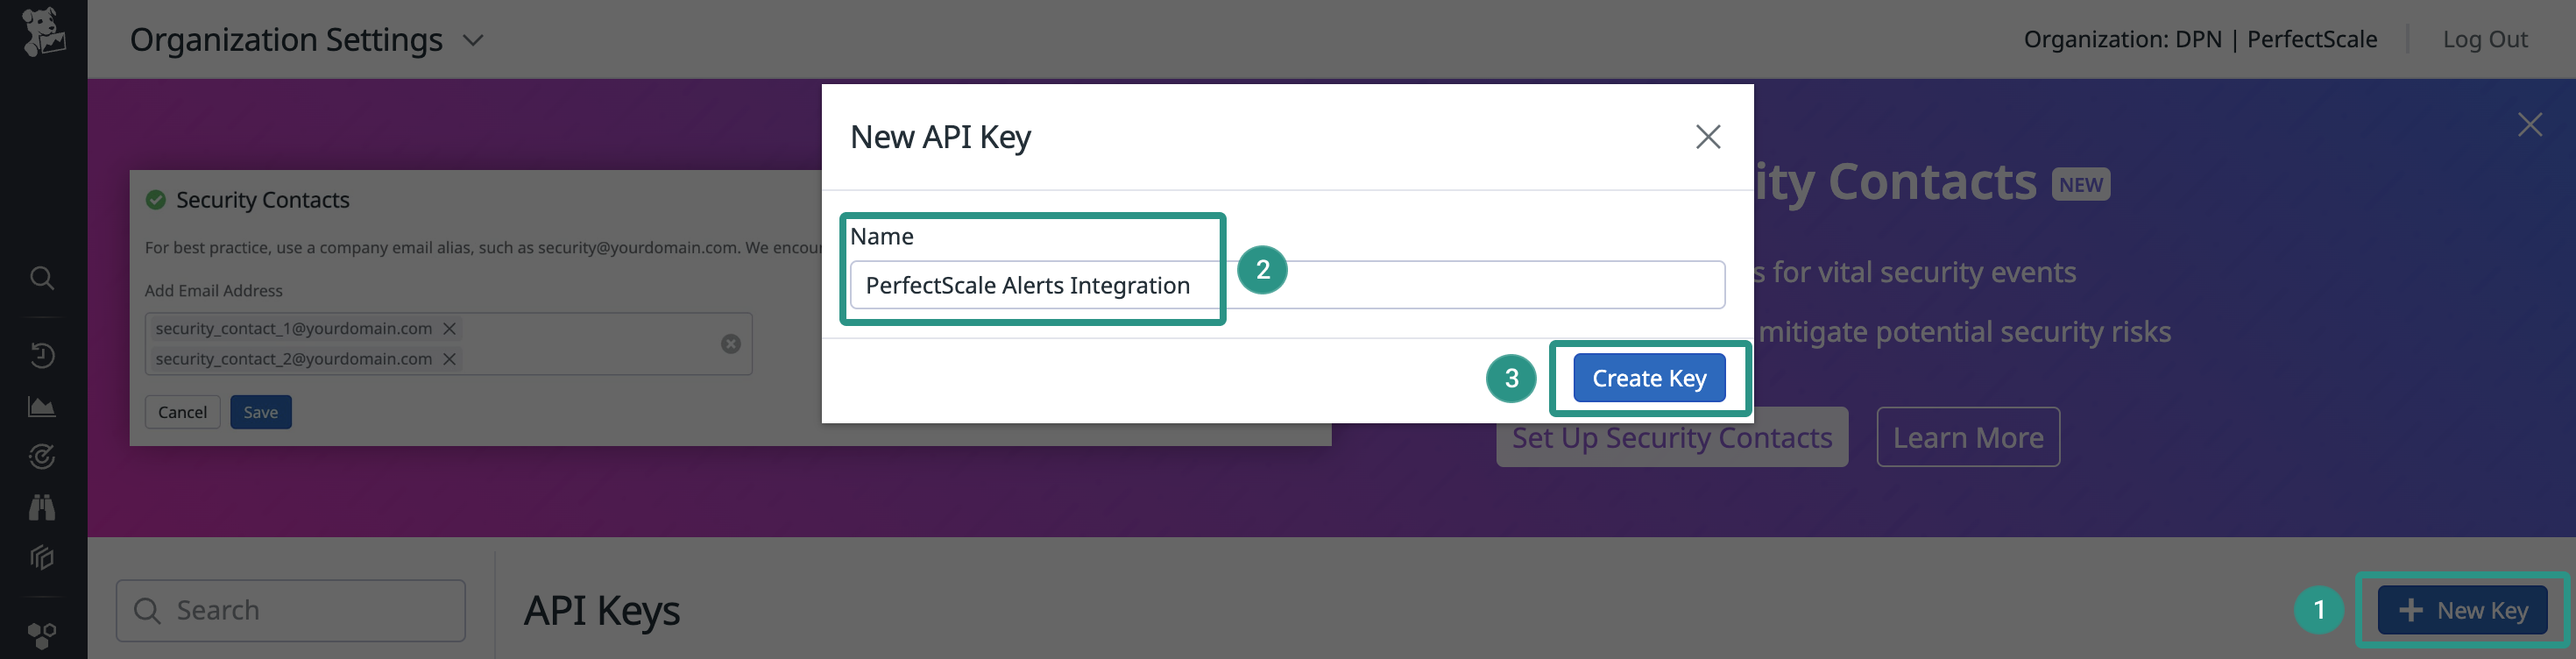 Organization Settings
Organization: DPN | PerfectScale
Log Out
New API Key
Security Contacts
For best practice, use a company email alias, such as security@yourdomain.com. We encour
Add Email Address
security_contact_1@yourdomain.com
security_contact_2@yourdomain.com
Cancel
Save
Name
PerfectScale Alerts Integration
2
3
Create Key
ity Contacts NEW
s for vital security events
mitigate potential security risks
Set Up Security Contacts
Learn More
Search
API Keys
1
New Key